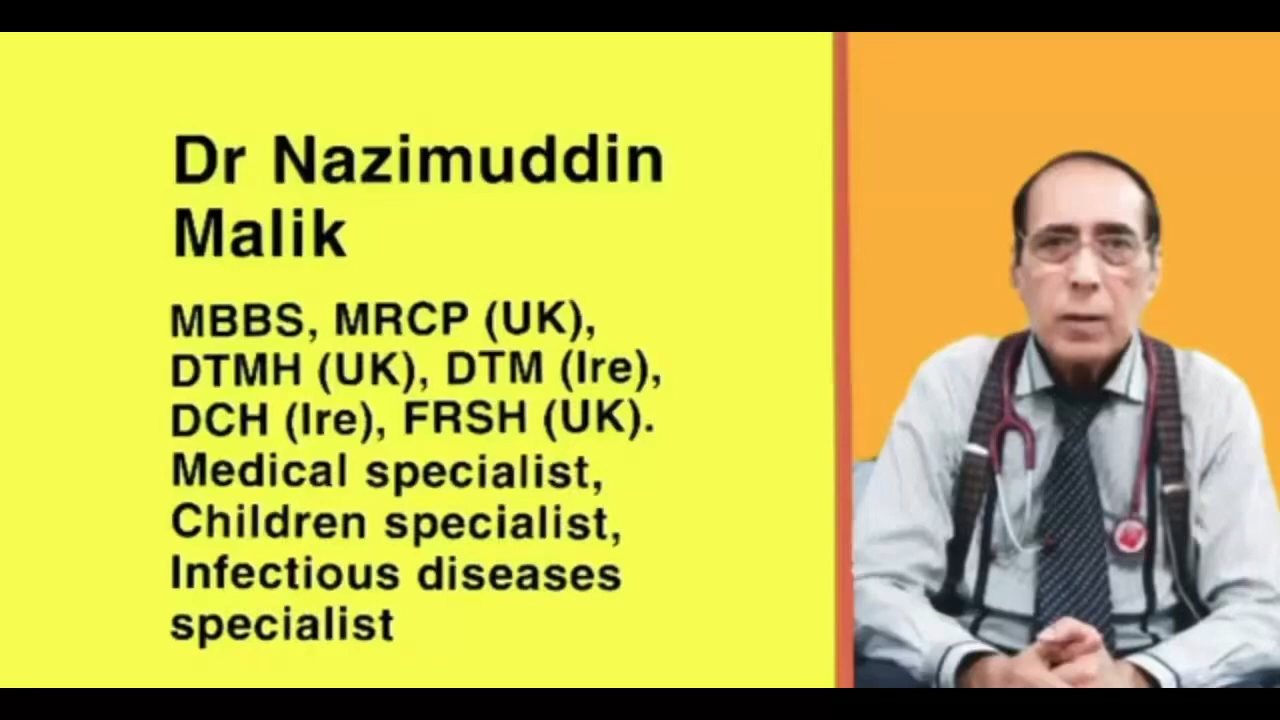 Dr Nazimuddin
Malik
MBBS, MRCP (UK),
DTMH (UK), DTM (Ire),
DCH (Ire), FRSH (UK).
Medical specialist,
Children specialist,
Infectious diseases
specialist